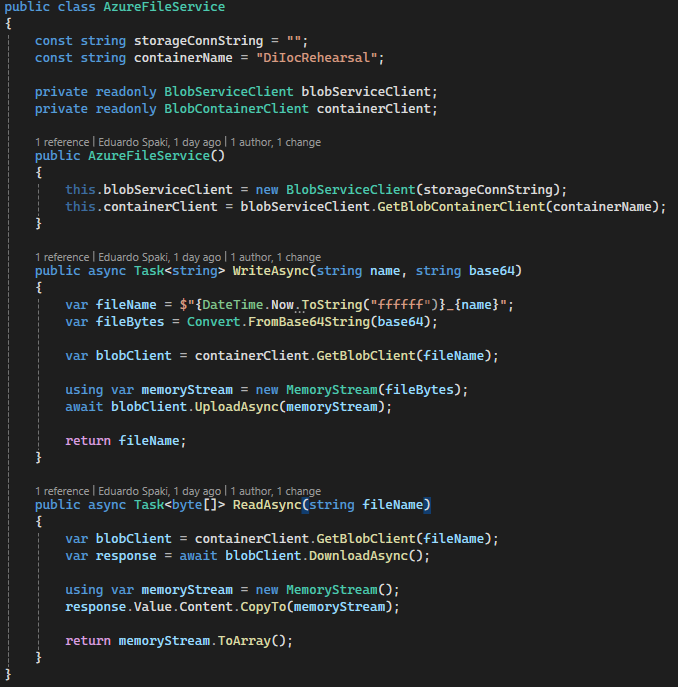 public class AzureFileService
{
const string storageConnString = "";
const string containerName = "DiIocRehearsal";
private readonly BlobServiceClient blobServiceClient;
private readonly BlobContainerClient containerClient;
1 reference | Eduardo Spaki, 1 day ago | 1 author, 1 change
public AzureFileService()
{
this.blobServiceClient = new BlobServiceClient(storageConnString);
this.containerClient = blobServiceClient.GetBlobContainerClient(containerName);
}
1 reference | Eduardo Spaki, 1 day ago | 1 author, 1 change
public async Task<string> WriteAsync(string name, string base64)
{
var fileName = $"{DateTime.Now.ToString("ffffff")}_{name}";
var fileBytes = Convert.FromBase64String(base64);
var blobClient = containerClient.GetBlobClient(fileName);
using var memoryStream = new MemoryStream(fileBytes);
await blobClient.UploadAsync(memoryStream);
return fileName;
}
1 reference | Eduardo Spaki, 1 day ago | 1 author, 1 change
public async Task<byte[]> ReadAsync(string fileName)
{
var blobClient = containerClient.GetBlobClient(fileName);
var response = await blobClient.DownloadAsync();
using var memoryStream = new MemoryStream();
response.Value.Content.CopyTo(memoryStream);
return memoryStream.ToArray();
}
}